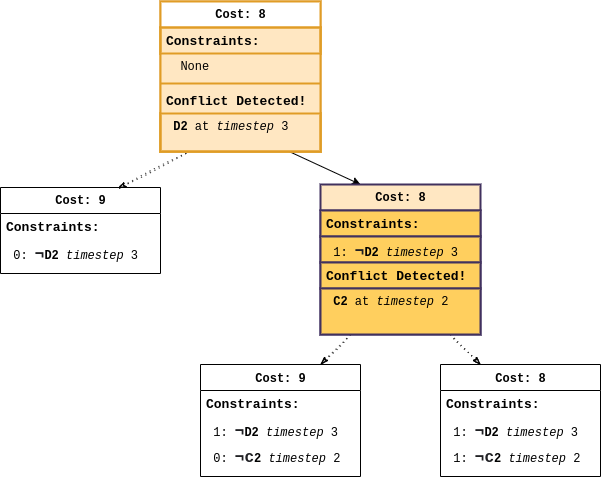 Cost: 8
Constraints:
None
Conflict Detected!
D2 at timestep 3
Cost: 9
Constraints:
0: ¬D2 timestep 3
Cost: 8
Constraints:
1: ¬D2 timestep 3
Conflict Detected!
C2 at timestep 2
Cost: 9
Constraints:
1: ¬D2 timestep 3
0: ¬C2 timestep 2
Cost: 8
Constraints:
1: ¬D2 timestep 3
1: ¬C2 timestep 2